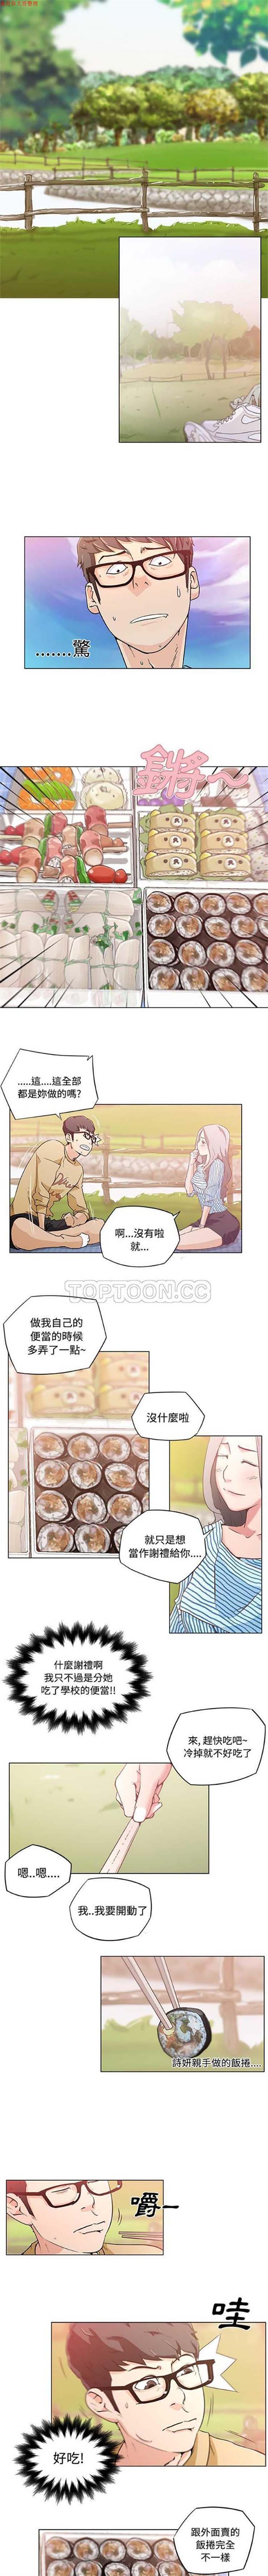 .......驚
鏘將~
.....這....這全部
都是妳做的嗎?
啊...沒有啦
就...
TOPTOON.CC
做我自己的
便當的時候
多弄了一點~
沒什麼啦
就只是想
當作謝禮給你....
什麼謝禮啊
我只不過是分她
吃了學校的便當!!
來, 趕快吃吧~
冷掉就不好吃了
嗯..嗯....
我..我要開動了
詩妍親手做的飯捲....
嚼—
哇
好吃!
跟外面賣的
飯捲完全
不一樣